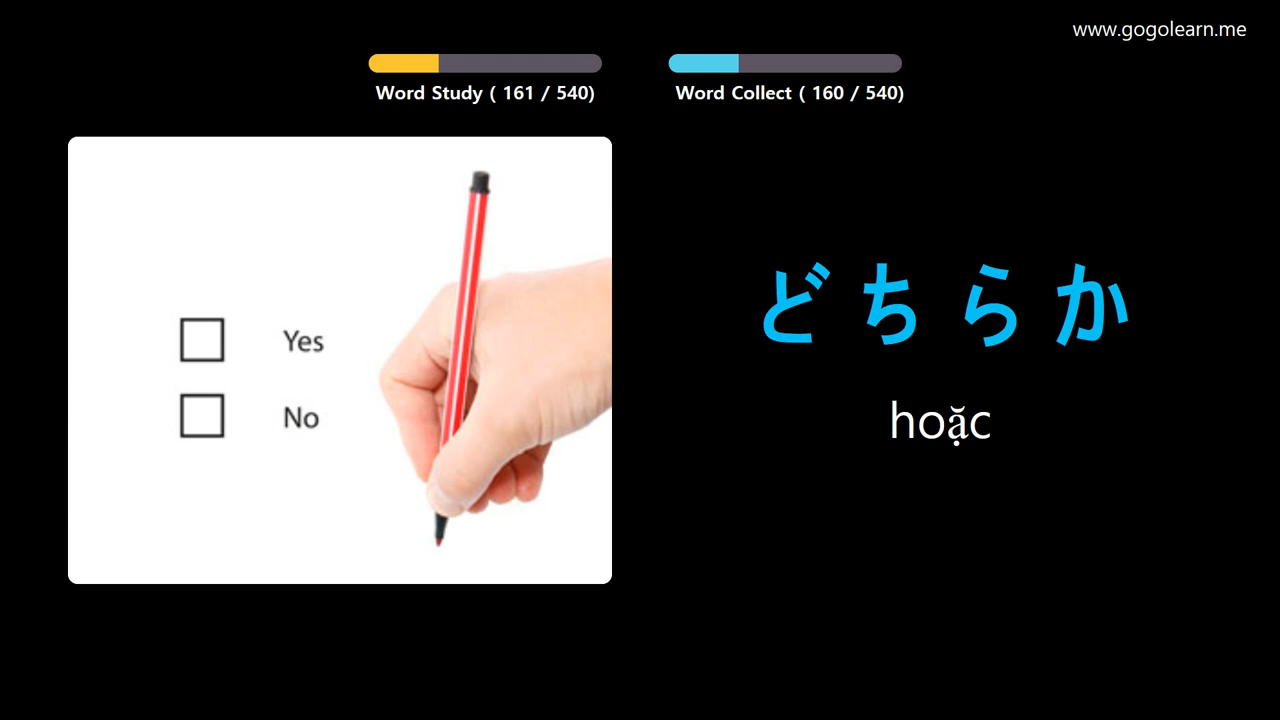 www.gogolearn.me
Word Study ( 161 / 540)
Word Collect ( 160 / 540)
Yes
No
どちらか
hoặc